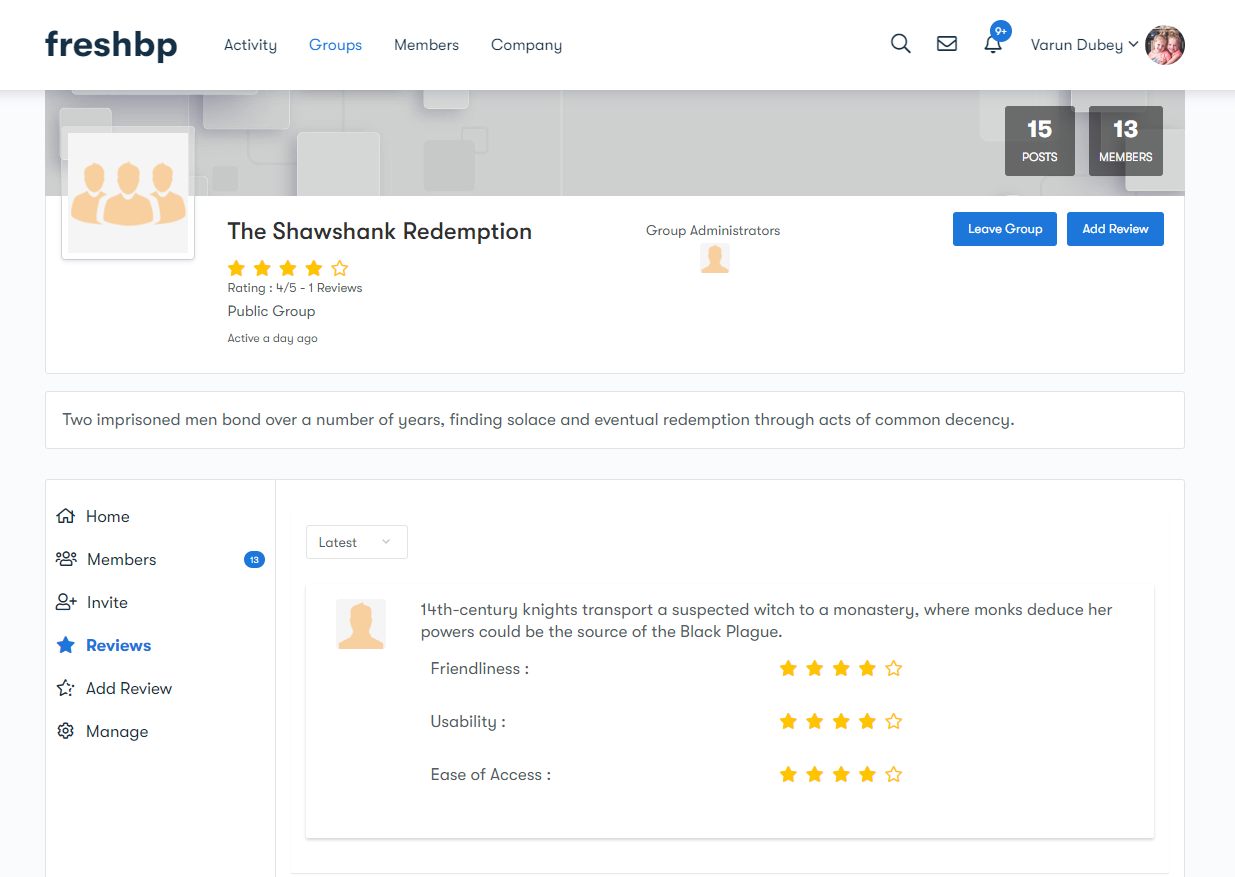 freshbp
Activity
Groups
Members
Company
9+
Varun Dubey
15
POSTS
13
MEMBERS
The Shawshank Redemption
Group Administrators
Leave Group
Add Review
Rating : 4/5 - 1 Reviews
Public Group
Active a day ago
Two imprisoned men bond over a number of years, finding solace and eventual redemption through acts of common decency.
Home
Members
13
Invite
Reviews
Add Review
Manage
Latest
14th-century knights transport a suspected witch to a monastery, where monks deduce her
powers could be the source of the Black Plague.
Friendliness :
Usability :
Ease of Access :